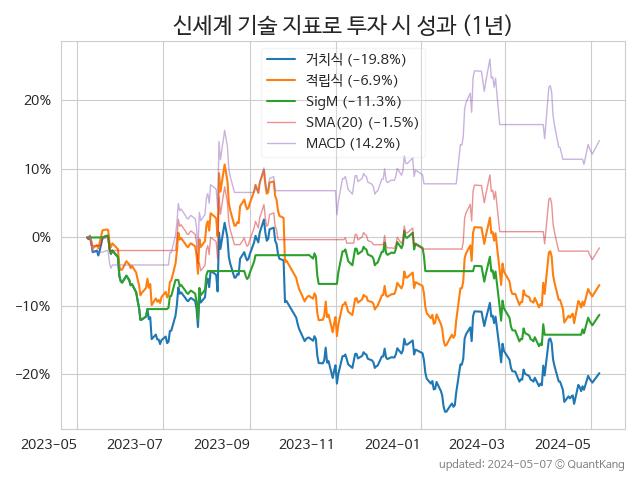 신세계 기술 지표로 투자 시 성과 (1년)
거치식 (−19.8%)
적립식 (−6.9%)
SigM (−11.3%)
SMA(20) (−1.5%)
MACD (14.2%)
20%
10%
0%
−10%
−20%
2023-05 2023-07 2023-09 2023-11 2024-01 2024-03 2024-05
updated: 2024-05-07 © QuantKang